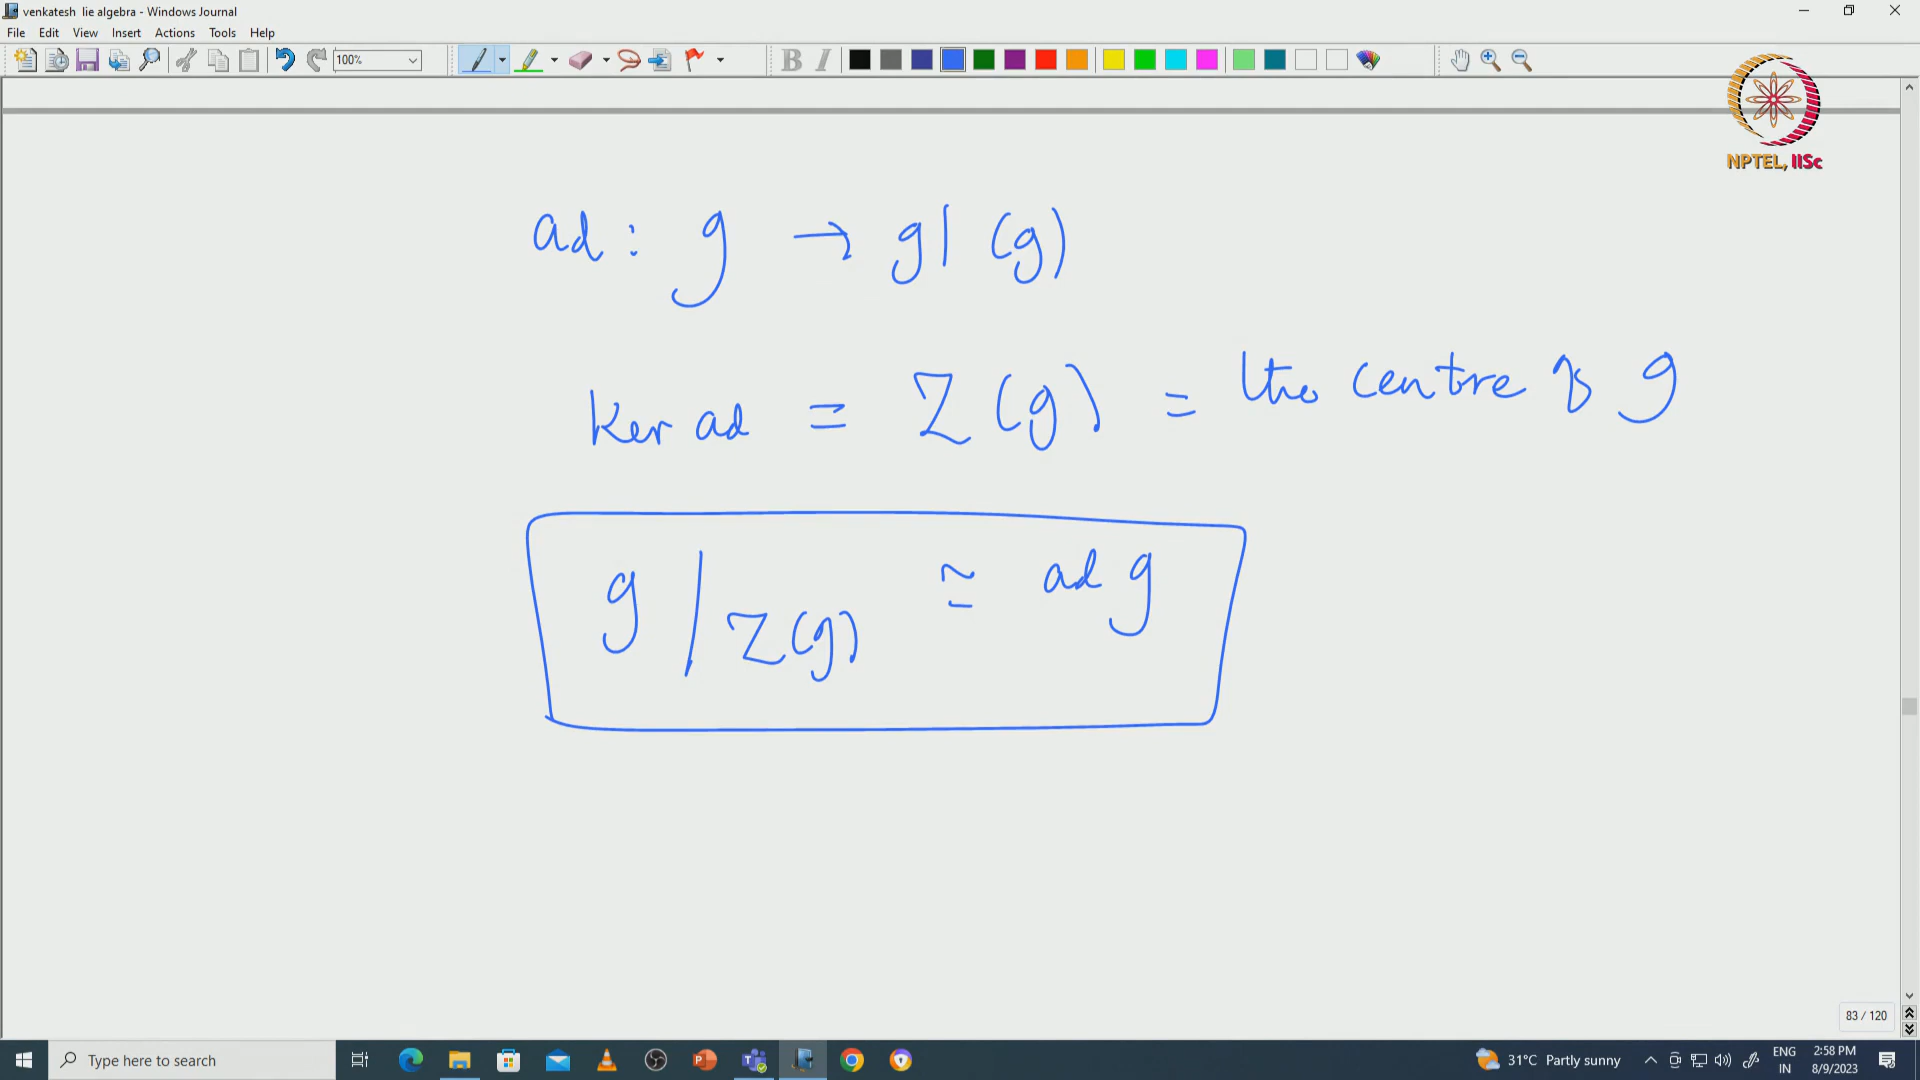 venkatesh lie algebra - Windows Journal
File Edit View Insert Actions Tools Help
100%
B I
NPTEL, IISc
ad : g → gl (g)
Ker ad = Z (g) = the centre of g
g / Z(g) ≃ ad g
83 / 120
Type here to search
31°C Partly sunny
ENG
IN
2:58 PM
8/9/2023